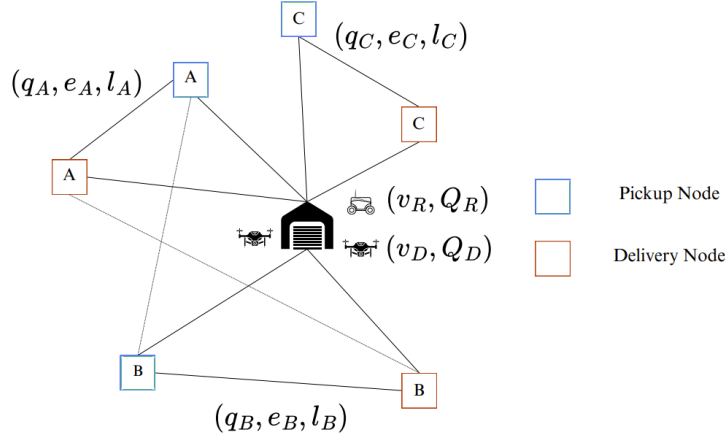 C
(q_C, e_C, l_C)
A
(q_A, e_A, l_A)
C
A
(v_R, Q_R)
Pickup Node
(v_D, Q_D)
Delivery Node
B
B
(q_B, e_B, l_B)